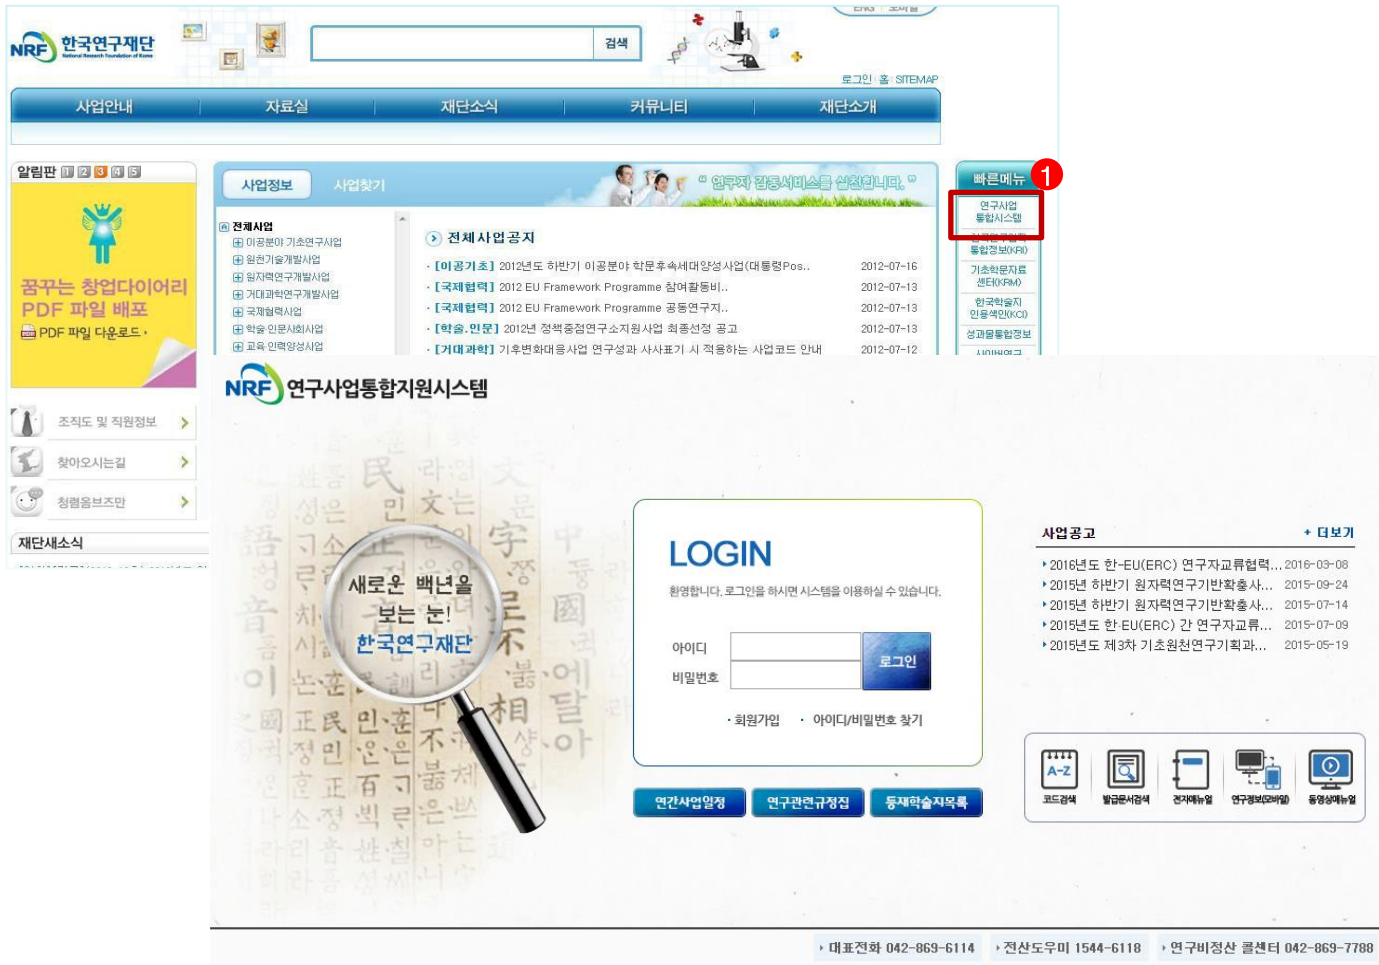 ENG 모바일
NRF 한국연구재단
National Research Foundation of Korea
검색
로그인 홈 SITEMAP
사업안내
자료실
재단소식
커뮤니티
재단소개
알림판 1 2 3 4 5
꿈꾸는 창업다이어리
PDF 파일 배포
PDF 파일 다운로드
조직도 및 직원정보
찾아오시는길
청렴옴브즈만
재단새소식
사업정보
사업찾기
“ 연구자 감동서비스를 실천합니다. ”
전체사업
이공분야 기초연구사업
원천기술개발사업
원자력연구개발사업
거대과학연구개발사업
국제협력사업
학술·인문사회사업
교육·인력양성사업
전체사업공지
· [이공기초] 2012년도 하반기 이공분야 학문후속세대양성사업(대통령Pos.. 2012-07-16
· [국제협력] 2012 EU Framework Programme 참여활동비.. 2012-07-13
· [국제협력] 2012 EU Framework Programme 공동연구지.. 2012-07-13
· [학술.인문] 2012년 정책중점연구소지원사업 최종선정 공고 2012-07-13
· [거대과학] 기후변화대응사업 연구성과 사사표기 시 적용하는 사업코드 안내 2012-07-12
빠른메뉴
1
연구사업
통합시스템
통합정보(KRI)
기초학문자료
센터(KRM)
한국학술지
인용색인(KCI)
성과물통합정보
사이버연구
NRF 연구사업통합지원시스템
새로운 백년을
보는 눈!
한국연구재단
LOGIN
환영합니다. 로그인을 하시면 시스템을 이용하실 수 있습니다.
아이디
비밀번호
로그인
· 회원가입 · 아이디/비밀번호 찾기
연간사업일정
연구관련규정집
등재학술지목록
사업공고 + 더보기
2016년도 한-EU(ERC) 연구자교류협력... 2016-03-08
2015년 하반기 원자력연구기반확충사... 2015-09-24
2015년 하반기 원자력연구기반확충사... 2015-07-14
2015년도 한-EU(ERC) 간 연구자교류... 2015-07-09
2015년도 제3차 기초원천연구기획과... 2015-05-19
A-Z
코드검색
발급문서검색
전자메뉴얼
연구정보(모바일)
동영상메뉴얼
대표전화 042-869-6114
전산도우미 1544-6118
연구비정산 콜센터 042-869-7788